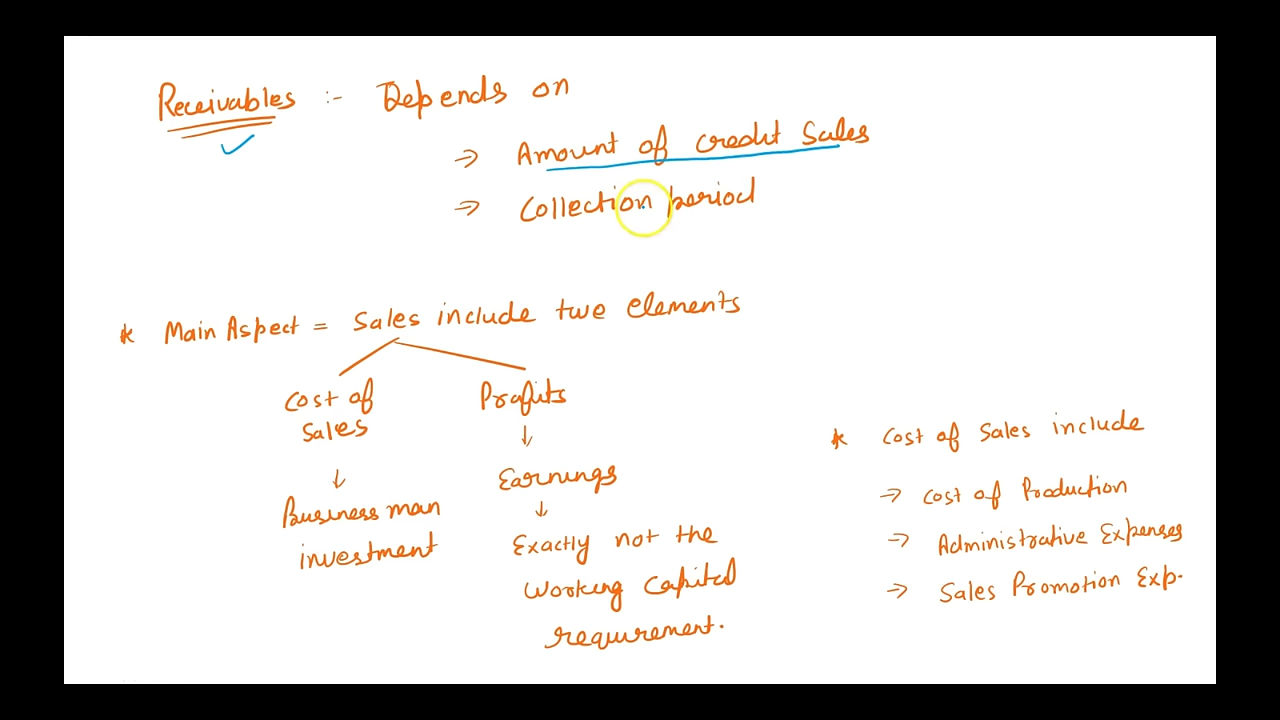 Receivables :- Depends on
→ Amount of credit Sales
→ Collection period
* Main Aspect = Sales include two elements
Cost of Sales
Profits
↓
Business man
investment
↓
Earnings
↓
Exactly not the
working capital
requirement.
* Cost of Sales include
→ Cost of Production
→ Administrative Expenses
→ Sales Promotion Exp.